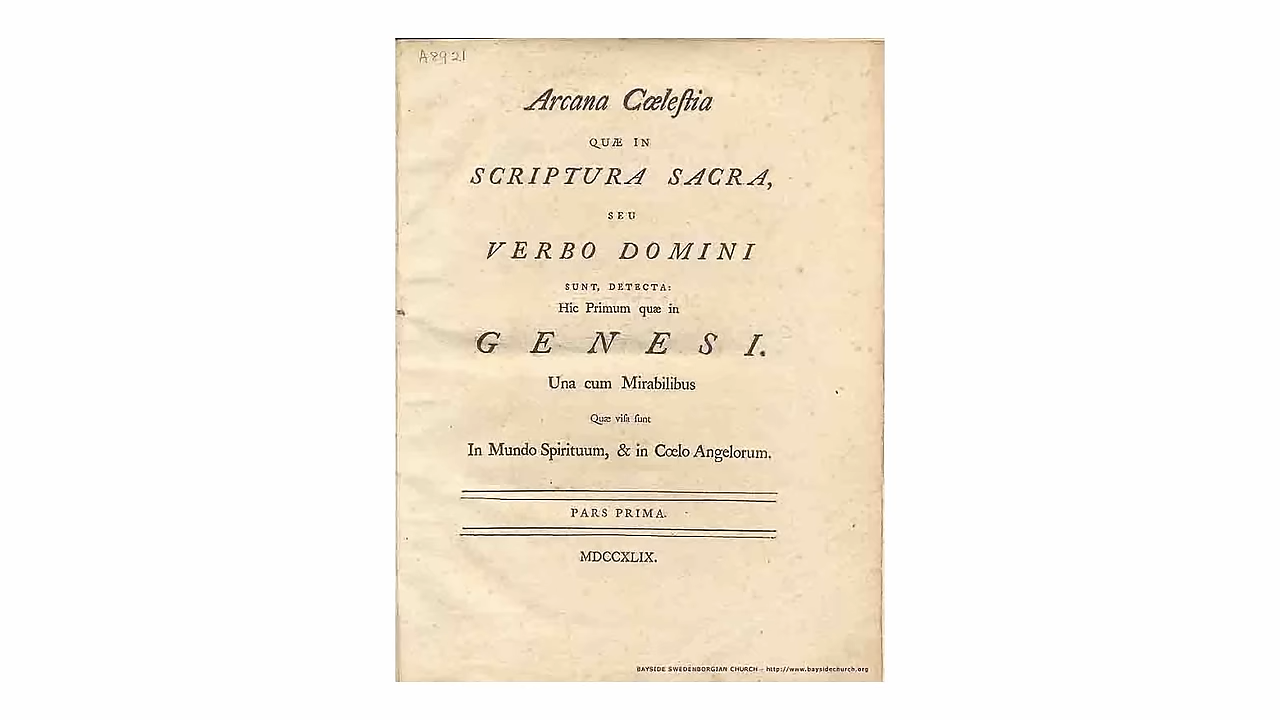 A8921
Arcana Cœleſtia
QUÆ IN
SCRIPTURA SACRA,
SEU
VERBO DOMINI
SUNT, DETECTA:
Hic Primum quæ in
GENESI.
Una cum Mirabilibus
Quæ viſa ſunt
In Mundo Spirituum, & in Cœlo Angelorum.
PARS PRIMA.
MDCCXLIX.
BAYSIDE SWEDENBORGIAN CHURCH - http://www.baysidechurch.org